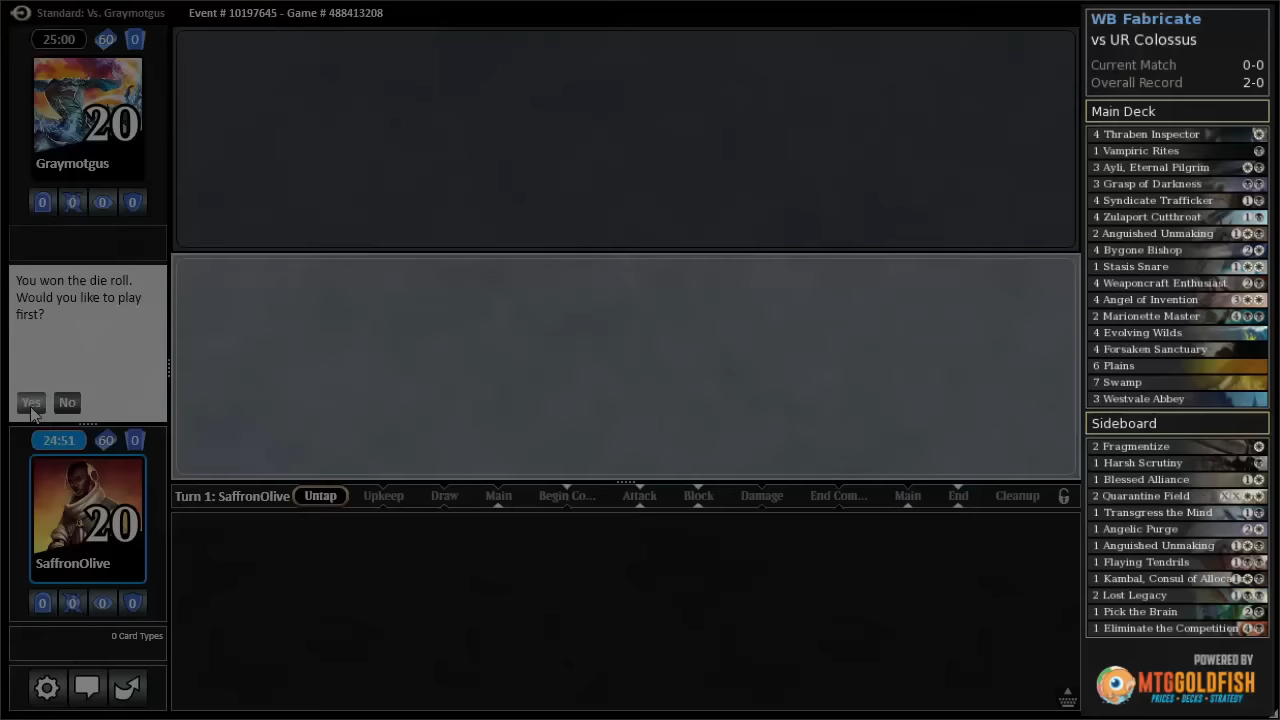 Standard: Vs. Graymotgus
Event # 10197645 - Game # 488413208
25:00 60 0
20
Graymotgus
0 0 0 0
You won the die roll.
Would you like to play
first?
Yes No
24:51 60 0
20
SaffronOlive
0 0 0 0
0 Card Types
Turn 1: SaffronOlive Untap Upkeep Draw Main Begin Co... Attack Block Damage End Com... Main End Cleanup
WB Fabricate
vs UR Colossus
Current Match 0-0
Overall Record 2-0
Main Deck
4 Thraben Inspector
1 Vampiric Rites
3 Ayli, Eternal Pilgrim
3 Grasp of Darkness
4 Syndicate Trafficker
4 Zulaport Cutthroat
2 Anguished Unmaking
4 Bygone Bishop
1 Stasis Snare
4 Weaponcraft Enthusiast
4 Angel of Invention
2 Marionette Master
4 Evolving Wilds
4 Forsaken Sanctuary
6 Plains
7 Swamp
3 Westvale Abbey
Sideboard
2 Fragmentize
1 Harsh Scrutiny
1 Blessed Alliance
2 Quarantine Field
1 Transgress the Mind
1 Angelic Purge
1 Anguished Unmaking
1 Flaying Tendrils
1 Kambal, Consul of Alloca
2 Lost Legacy
1 Pick the Brain
1 Eliminate the Competition
POWERED BY
MTGGOLDFISH
PRICES - DECKS - STRATEGY